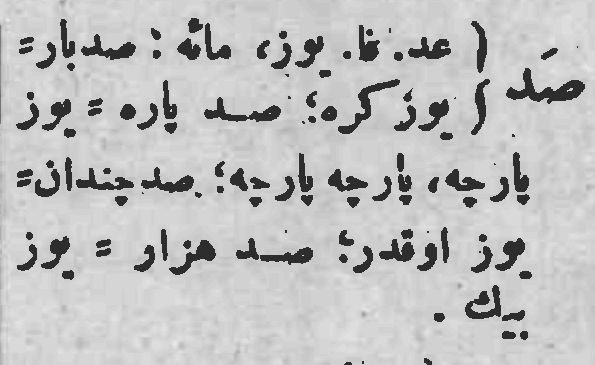 صَد ( عد. فا. یوز، مائه : صدبار=
یوز کره؛ صد پاره = یوز
پارچه، پارچه پارچه؛ صدچندان=
یوز اوقدر؛ صد هزار = یوز
بیك .